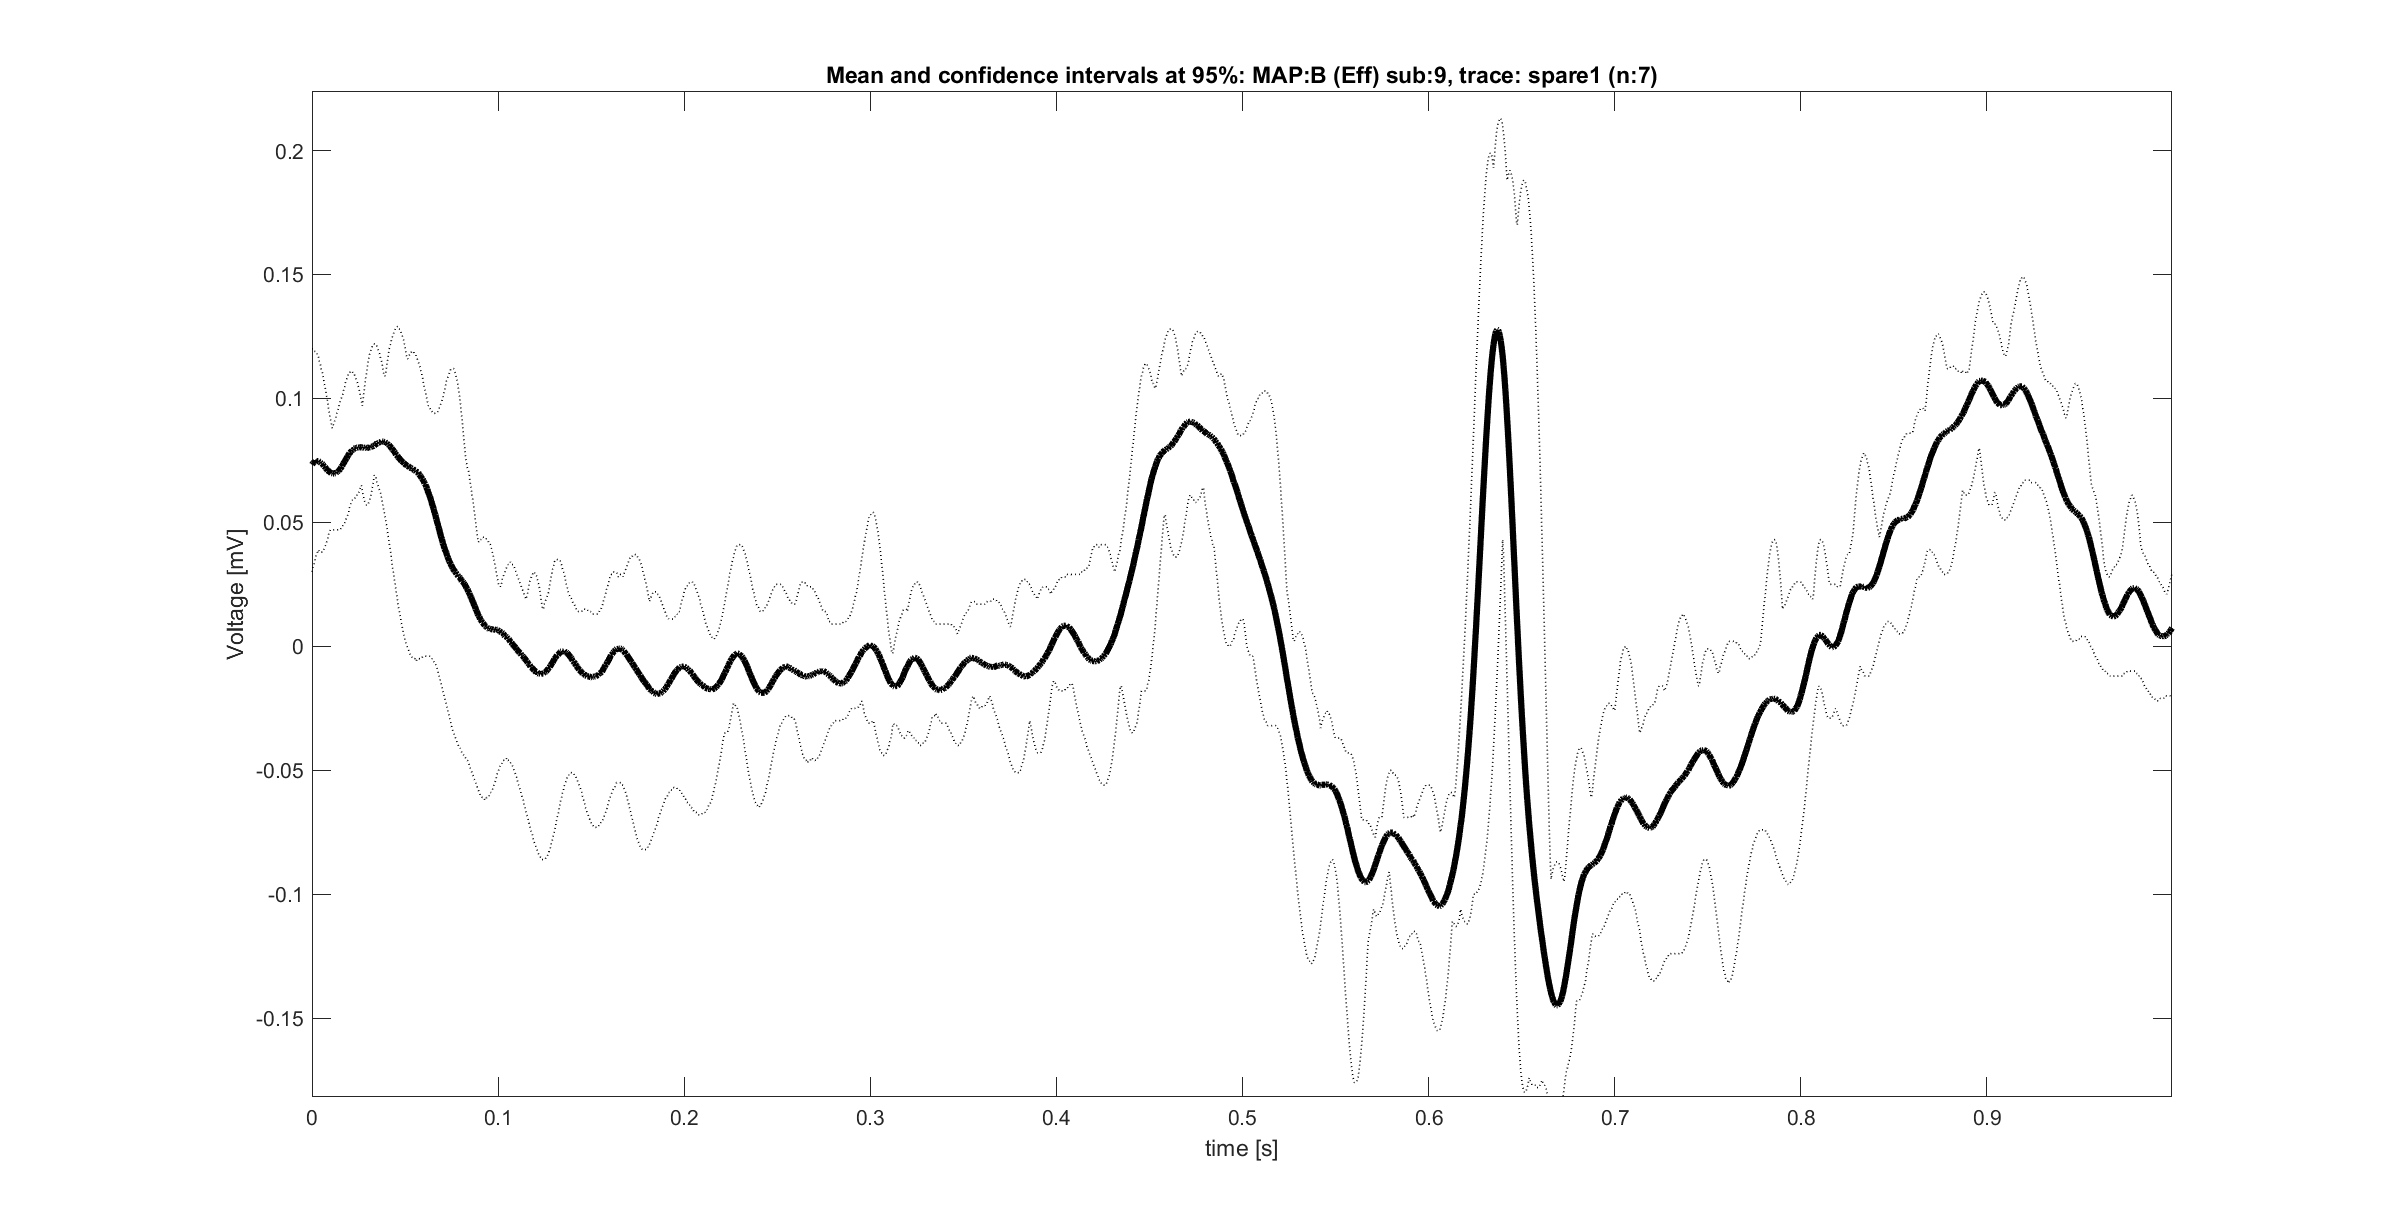 Mean and confidence intervals at 95%: MAP:B (Eff) sub:9, trace: spare1 (n:7)
0.2
0.15
0.1
0.05
0
-0.05
-0.1
-0.15
Voltage [mV]
0 0.1 0.2 0.3 0.4 0.5 0.6 0.7 0.8 0.9
time [s]